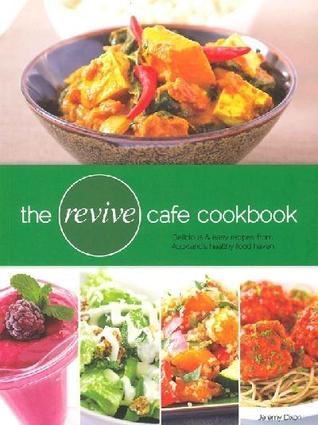 the revive cafe cookbook
Delicious & easy recipes from
Auckland's healthy food haven
Jeremy Dixon